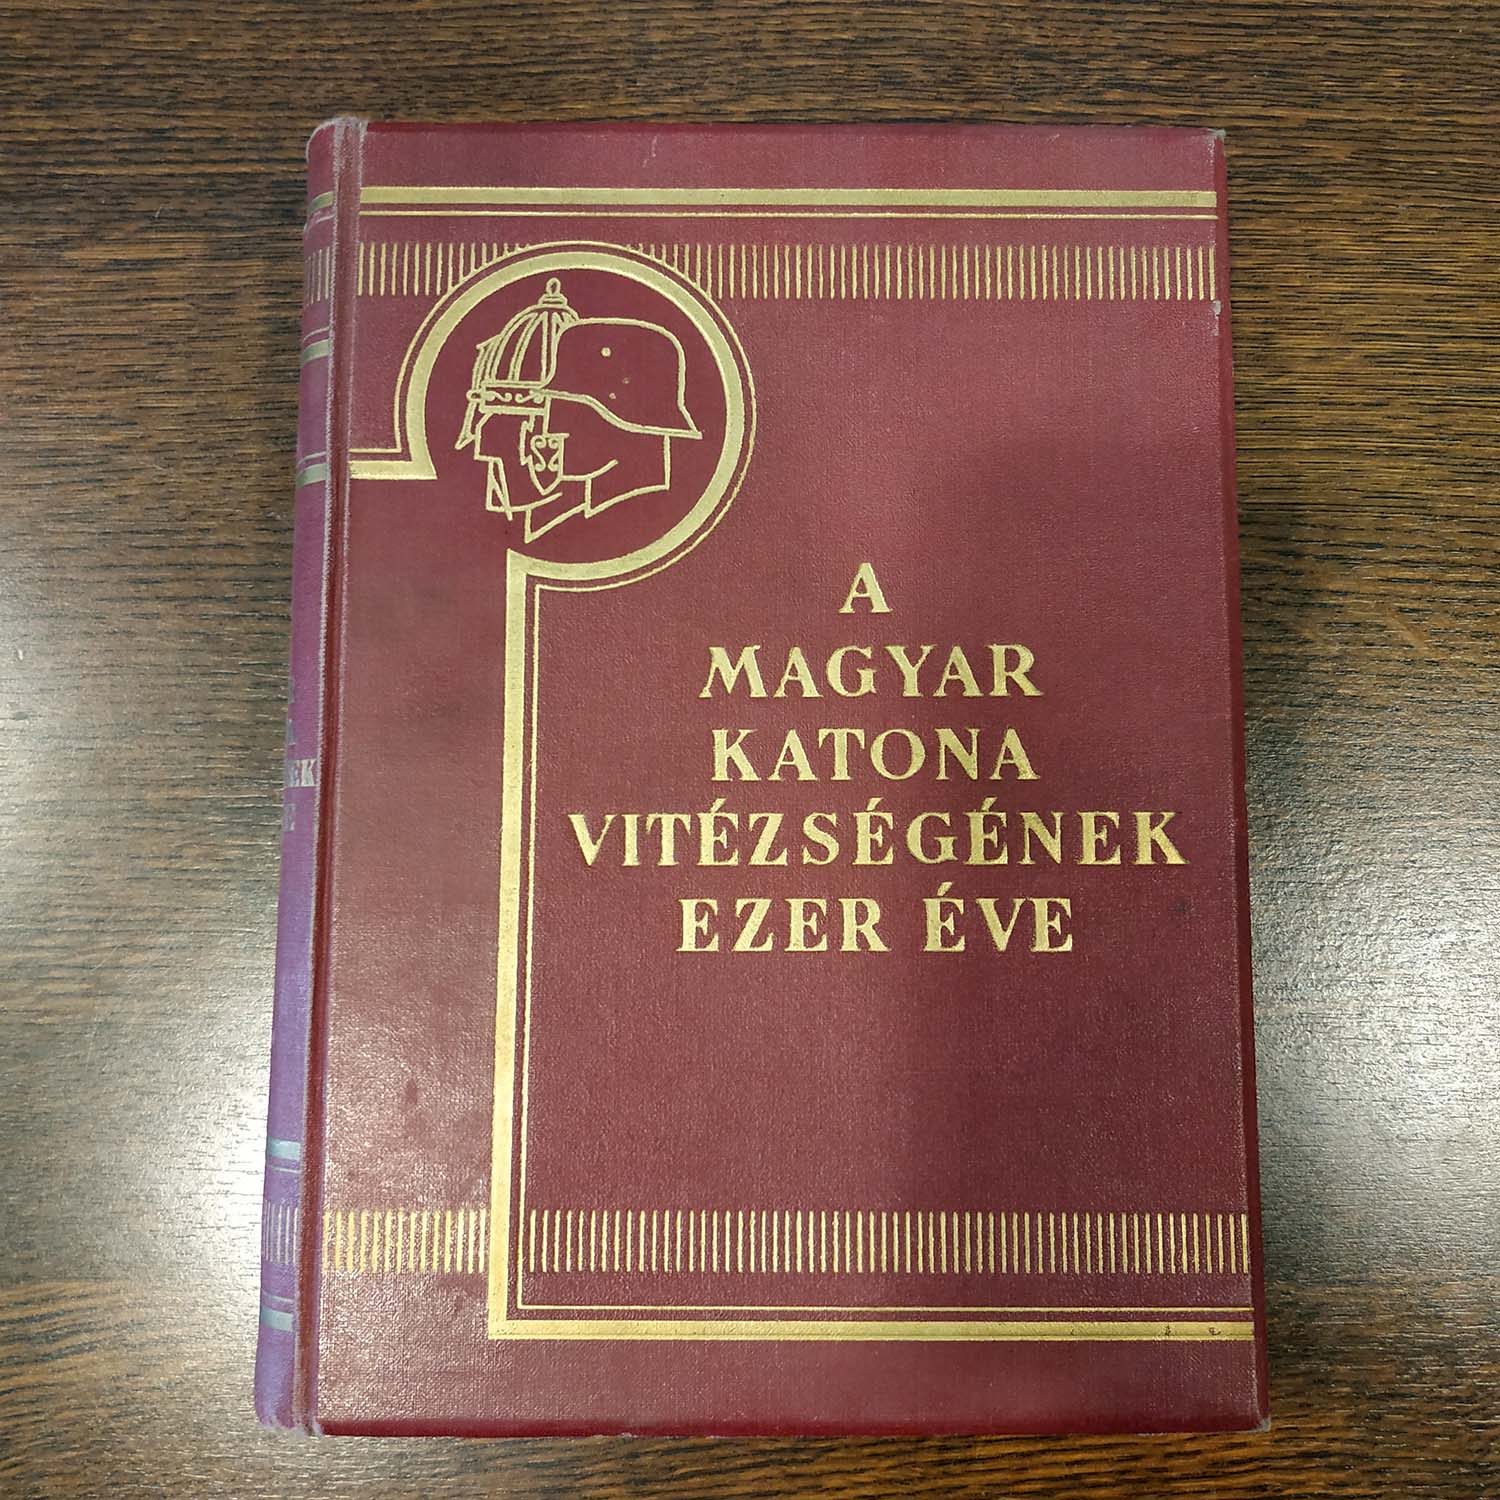 A
MAGYAR
KATONA
VITÉZSÉGÉNEK
EZER ÉVE